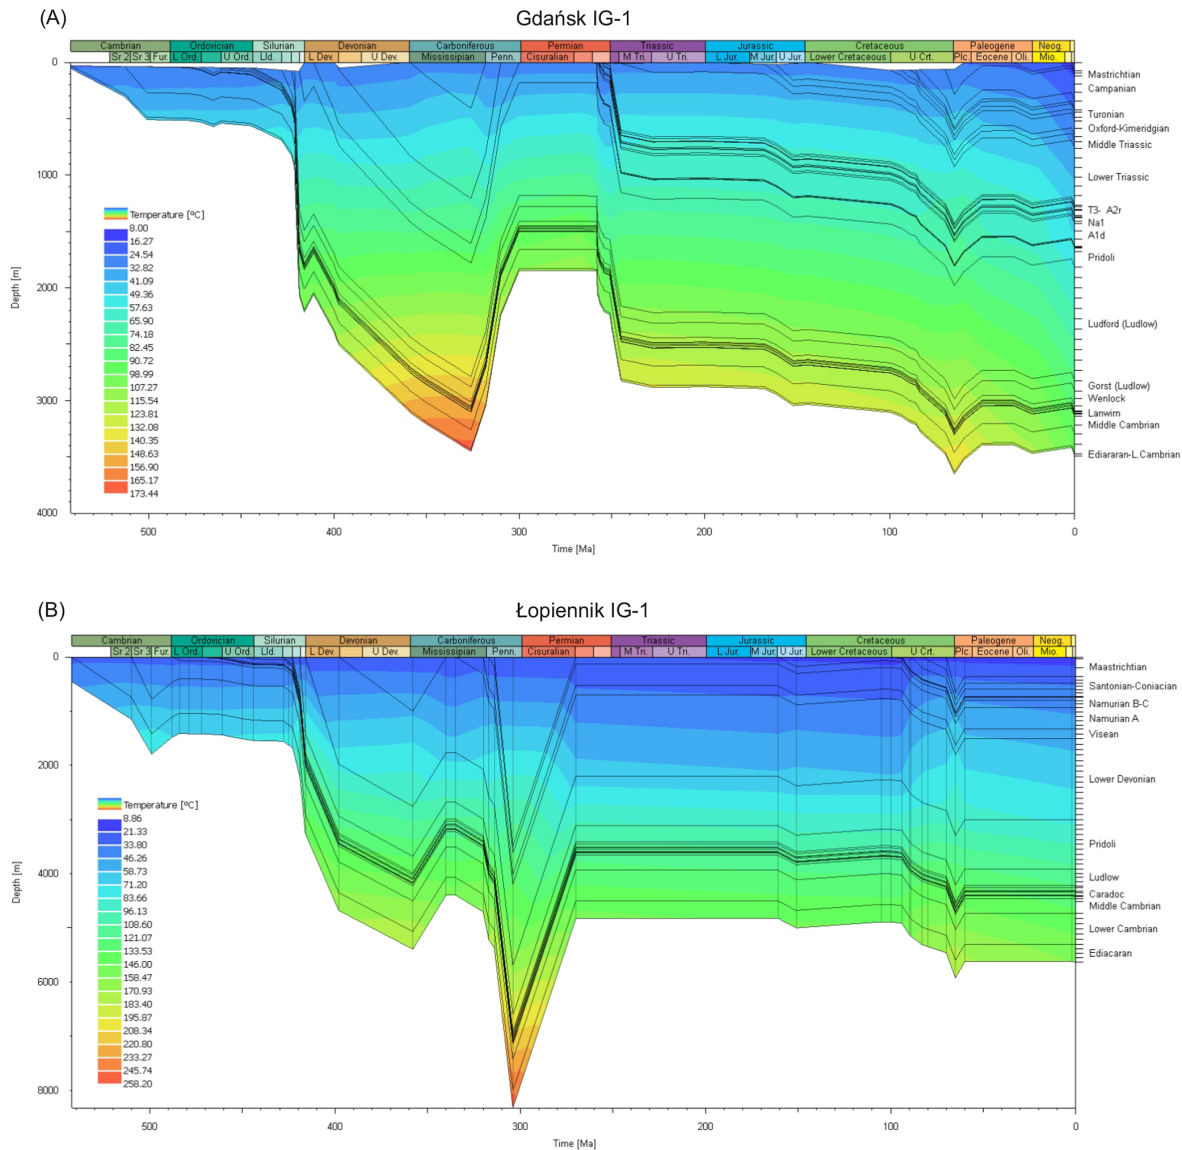 (A)
Gdańsk IG-1
Cambrian Ordovician Silurian Devonian Carboniferous Permian Triassic Jurassic Cretaceous Paleogene Neog.
Sr 2 Sr 3 Fur. L Ord. U Ord. Lld. L Dev. U Dev. Mississipian Penn. Cisuralian M Tri. U Tri. L Jur. M Jur. U Jur. Lower Cretaceous U Crt. Plc. Eocene Oli. Mio.
0
Mastrichtian
Campanian
Turonian
Oxford-Kimeridgian
Middle Triassic
1000
Lower Triassic
Temperature [ºC]
T3- A2r
8.00
Na1
16.27
A1d
24.54
Pridoli
32.82
41.09
Depth [m]
2000
49.36
57.63
65.90
Ludford (Ludlow)
74.18
82.45
90.72
98.99
Gorst (Ludlow)
107.27
3000
Wenlock
115.54
Lanwirn
123.81
Middle Cambrian
132.08
140.35
148.63
Ediararan-L.Cambrian
156.90
165.17
173.44
4000
500 400 300 200 100 0
Time [Ma]
(B)
Łopiennik IG-1
Cambrian Ordovician Silurian Devonian Carboniferous Permian Triassic Jurassic Cretaceous Paleogene Neog.
Sr 2 Sr 3 Fur. L Ord. U Ord. Lld. L Dev. U Dev. Mississipian Penn. Cisuralian M Tri. U Tri. L Jur. M Jur. U Jur. Lower Cretaceous U Crt. Plc. Eocene Oli. Mio.
0
Maastrichtian
Santonian-Coniacian
Namurian B-C
Namurian A
Visean
2000
Lower Devonian
Temperature [ºC]
8.86
21.33
33.80
Pridoli
46.26
58.73
Depth [m]
4000
71.20
Ludlow
83.66
Caradoc
96.13
Middle Cambrian
108.60
121.07
Lower Cambrian
133.53
146.00
Ediacaran
158.47
6000
170.93
183.40
195.87
208.34
220.80
233.27
245.74
258.20
8000
500 400 300 200 100 0
Time [Ma]